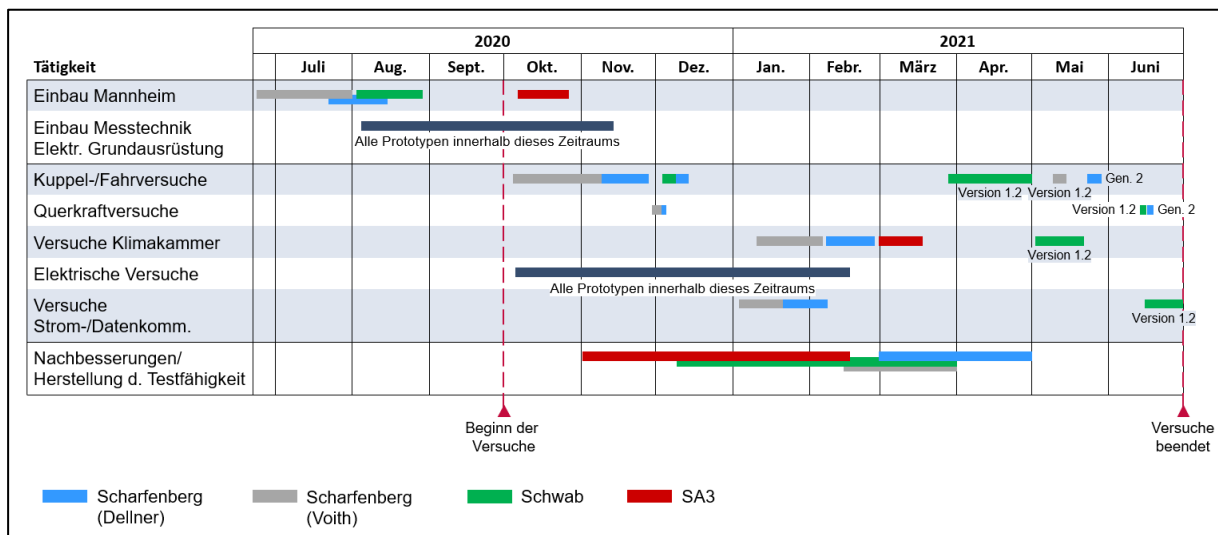 2020 2021
Tätigkeit Juli Aug. Sept. Okt. Nov. Dez. Jan. Febr. März Apr. Mai Juni
Einbau Mannheim
Einbau Messtechnik
Elektr. Grundausrüstung
Alle Prototypen innerhalb dieses Zeitraums
Kuppel-/Fahrversuche
Gen. 2
Version 1.2 Version 1.2
Querkraftversuche
Version 1.2 Gen. 2
Versuche Klimakammer
Version 1.2
Elektrische Versuche
Alle Prototypen innerhalb dieses Zeitraums
Versuche
Strom-/Datenkomm.
Version 1.2
Nachbesserungen/
Herstellung d. Testfähigkeit
Beginn der
Versuche
Versuche
beendet
Scharfenberg
(Dellner)
Scharfenberg
(Voith)
Schwab
SA3